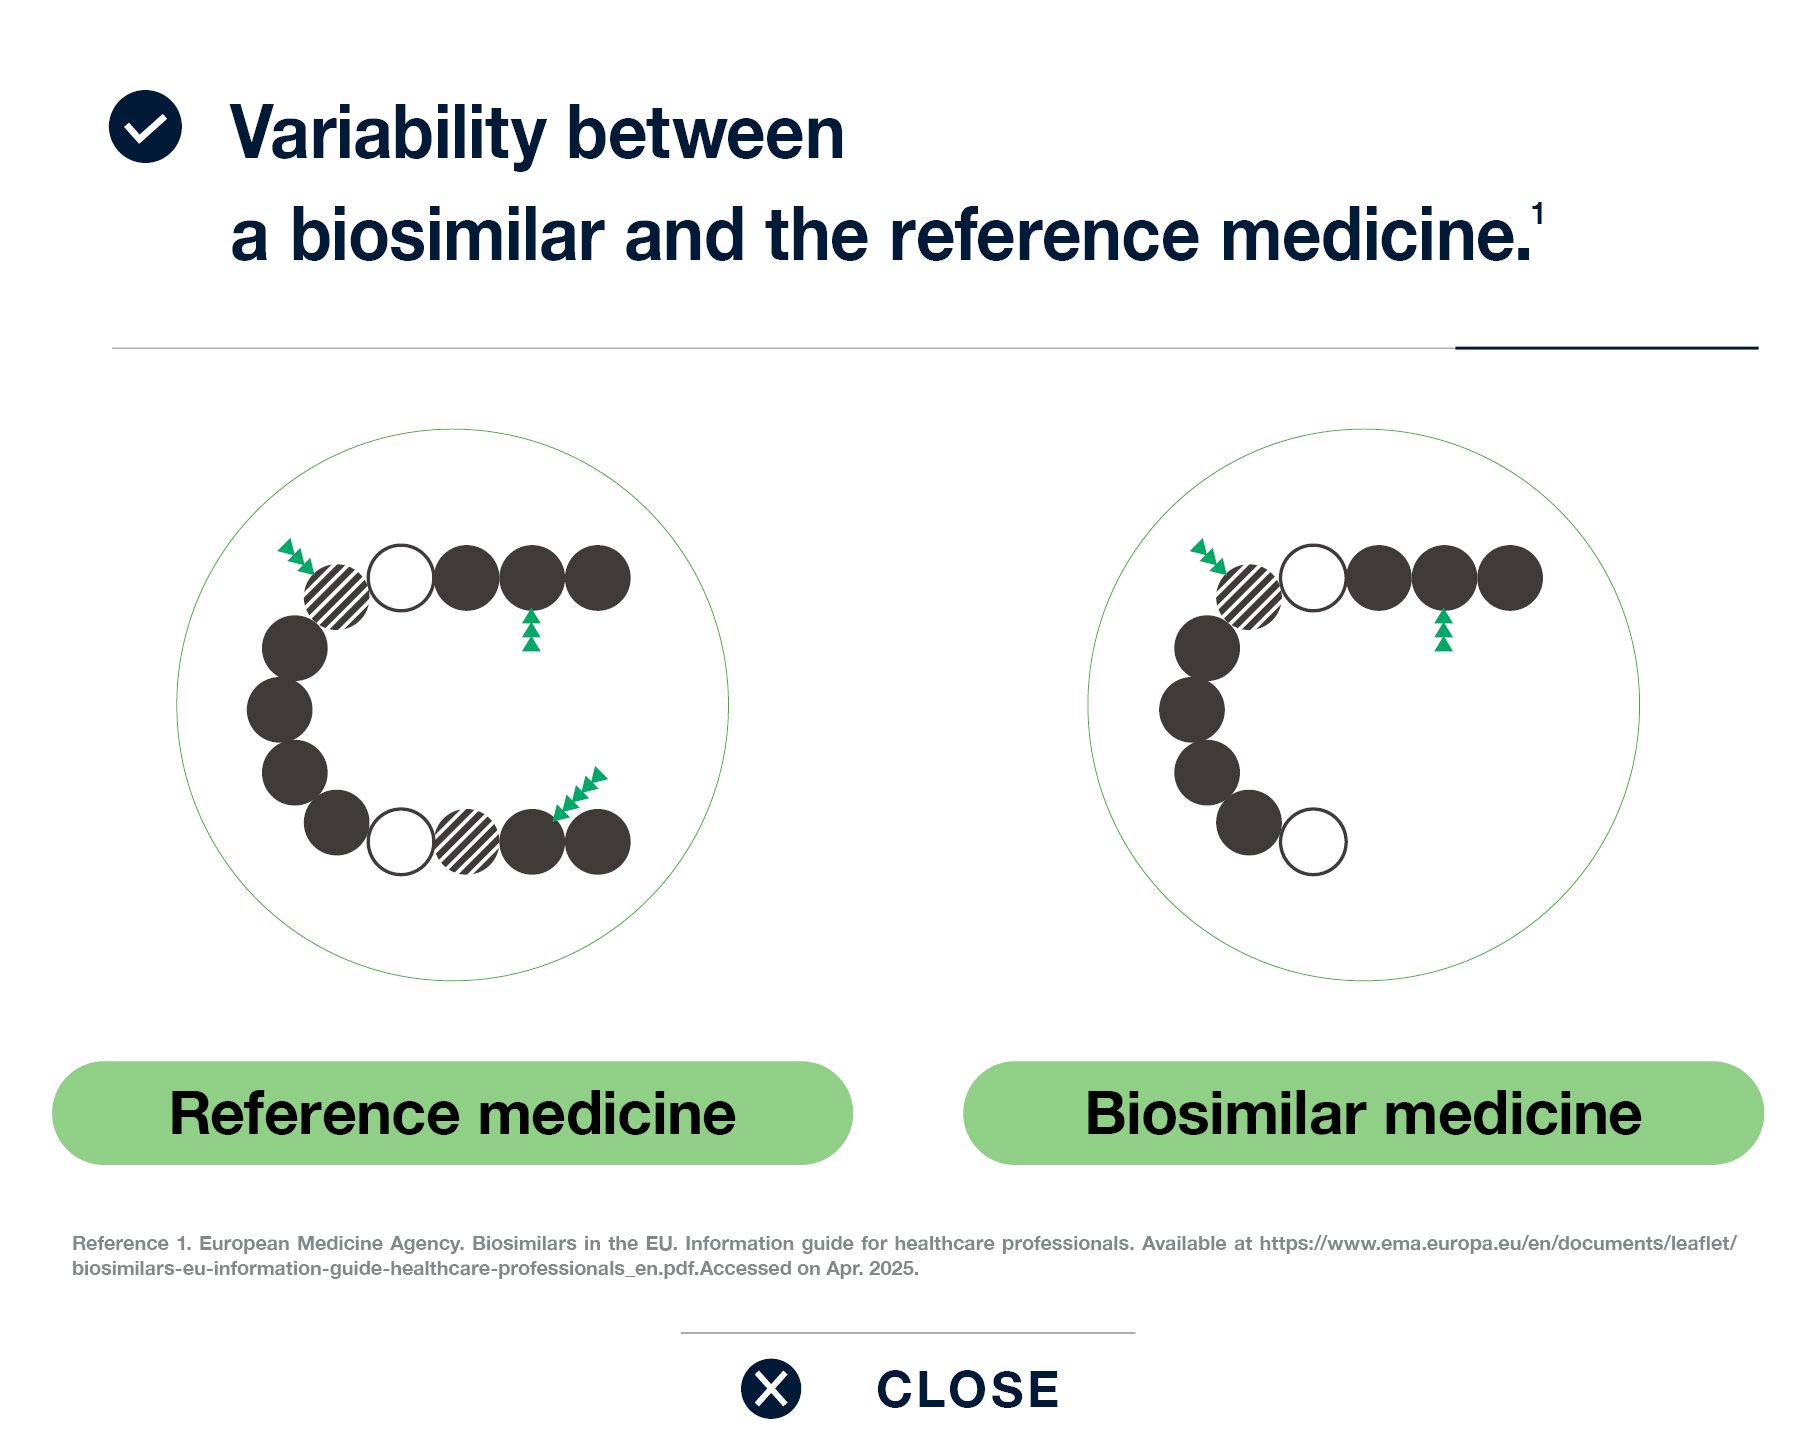 Variability between
a biosimilar and the reference medicine.¹
Reference medicine
Biosimilar medicine
Reference 1. European Medicine Agency. Biosimilars in the EU. Information guide for healthcare professionals. Available at https://www.ema.europa.eu/en/documents/leaflet/
biosimilars-eu-information-guide-healthcare-professionals_en.pdf.Accessed on Apr. 2025.
CLOSE